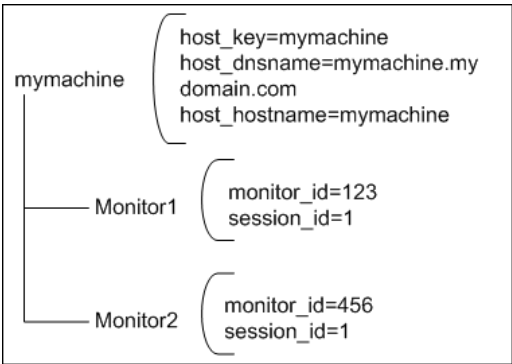 host_key=mymachine
host_dnsname=mymachine.my
mymachine
domain.com
host_hostname=mymachine
Monitor1
monitor_id=123
session_id=1
Monitor2
monitor_id=456
session_id=1